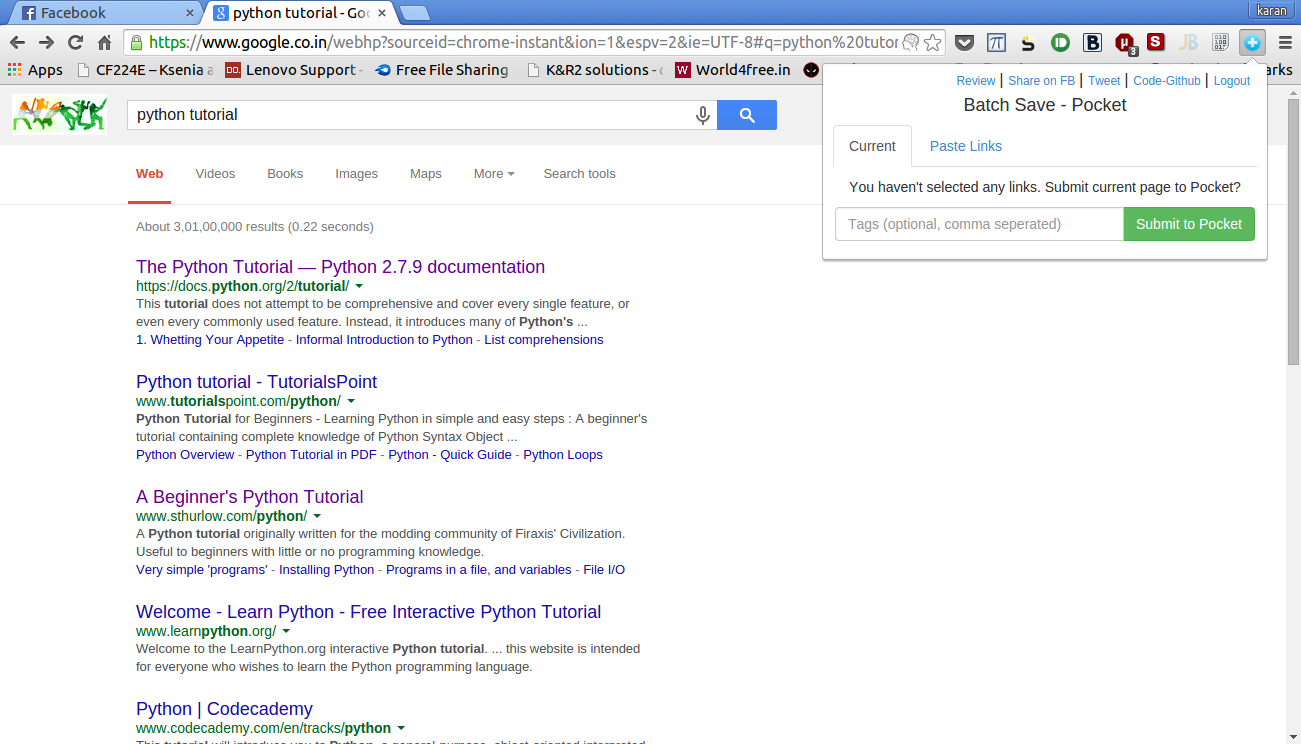 Facebook
python tutorial - Goo
karan
https://www.google.co.in/webhp?sourceid=chrome-instant&ion=1&espv=2&ie=UTF-8#q=python%20tutor
Apps CF224E – Ksenia a Lenovo Support - Free File Sharing K&R2 solutions - World4free.in arks
Review | Share on FB | Tweet | Code-Github | Logout
Batch Save - Pocket
Current Paste Links
You haven't selected any links. Submit current page to Pocket?
Tags (optional, comma seperated) Submit to Pocket
python tutorial
Web Videos Books Images Maps More Search tools
About 3,01,00,000 results (0.22 seconds)
The Python Tutorial — Python 2.7.9 documentation
https://docs.python.org/2/tutorial/
This tutorial does not attempt to be comprehensive and cover every single feature, or
even every commonly used feature. Instead, it introduces many of Python's ...
1. Whetting Your Appetite - Informal Introduction to Python - List comprehensions
Python tutorial - TutorialsPoint
www.tutorialspoint.com/python/
Python Tutorial for Beginners - Learning Python in simple and easy steps : A beginner's
tutorial containing complete knowledge of Python Syntax Object ...
Python Overview - Python Tutorial in PDF - Python - Quick Guide - Python Loops
A Beginner's Python Tutorial
www.sthurlow.com/python/
A Python tutorial originally written for the modding community of Firaxis' Civilization.
Useful to beginners with little or no programming knowledge.
Very simple 'programs' - Installing Python - Programs in a file, and variables - File I/O
Welcome - Learn Python - Free Interactive Python Tutorial
www.learnpython.org/
Welcome to the LearnPython.org interactive Python tutorial. ... this website is intended
for everyone who wishes to learn the Python programming language.
Python | Codecademy
www.codecademy.com/en/tracks/python
This tutorial will introduce you to Python, a general-purpose, object-oriented interpreted